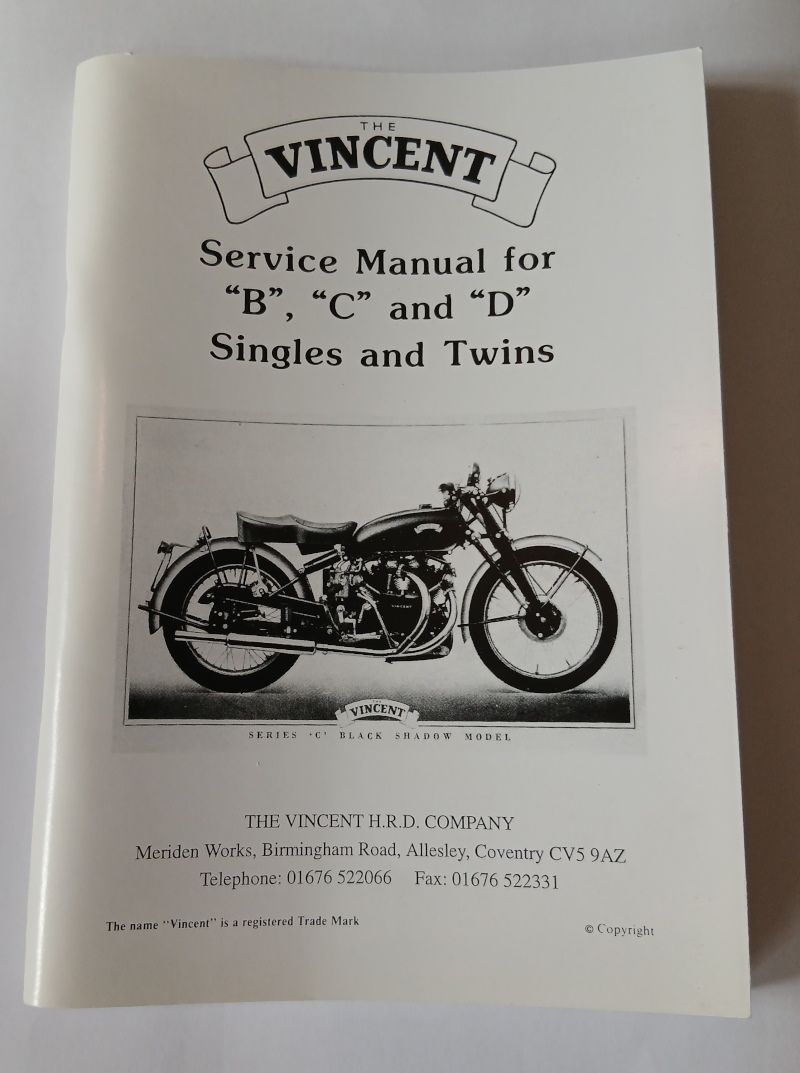 THE
VINCENT
Service Manual for
“B”, “C” and “D”
Singles and Twins
VINCENT
THE
VINCENT
SERIES 'C' BLACK SHADOW MODEL
THE VINCENT H.R.D. COMPANY
Meriden Works, Birmingham Road, Allesley, Coventry CV5 9AZ
Telephone: 01676 522066 Fax: 01676 522331
The name “Vincent” is a registered Trade Mark
© Copyright